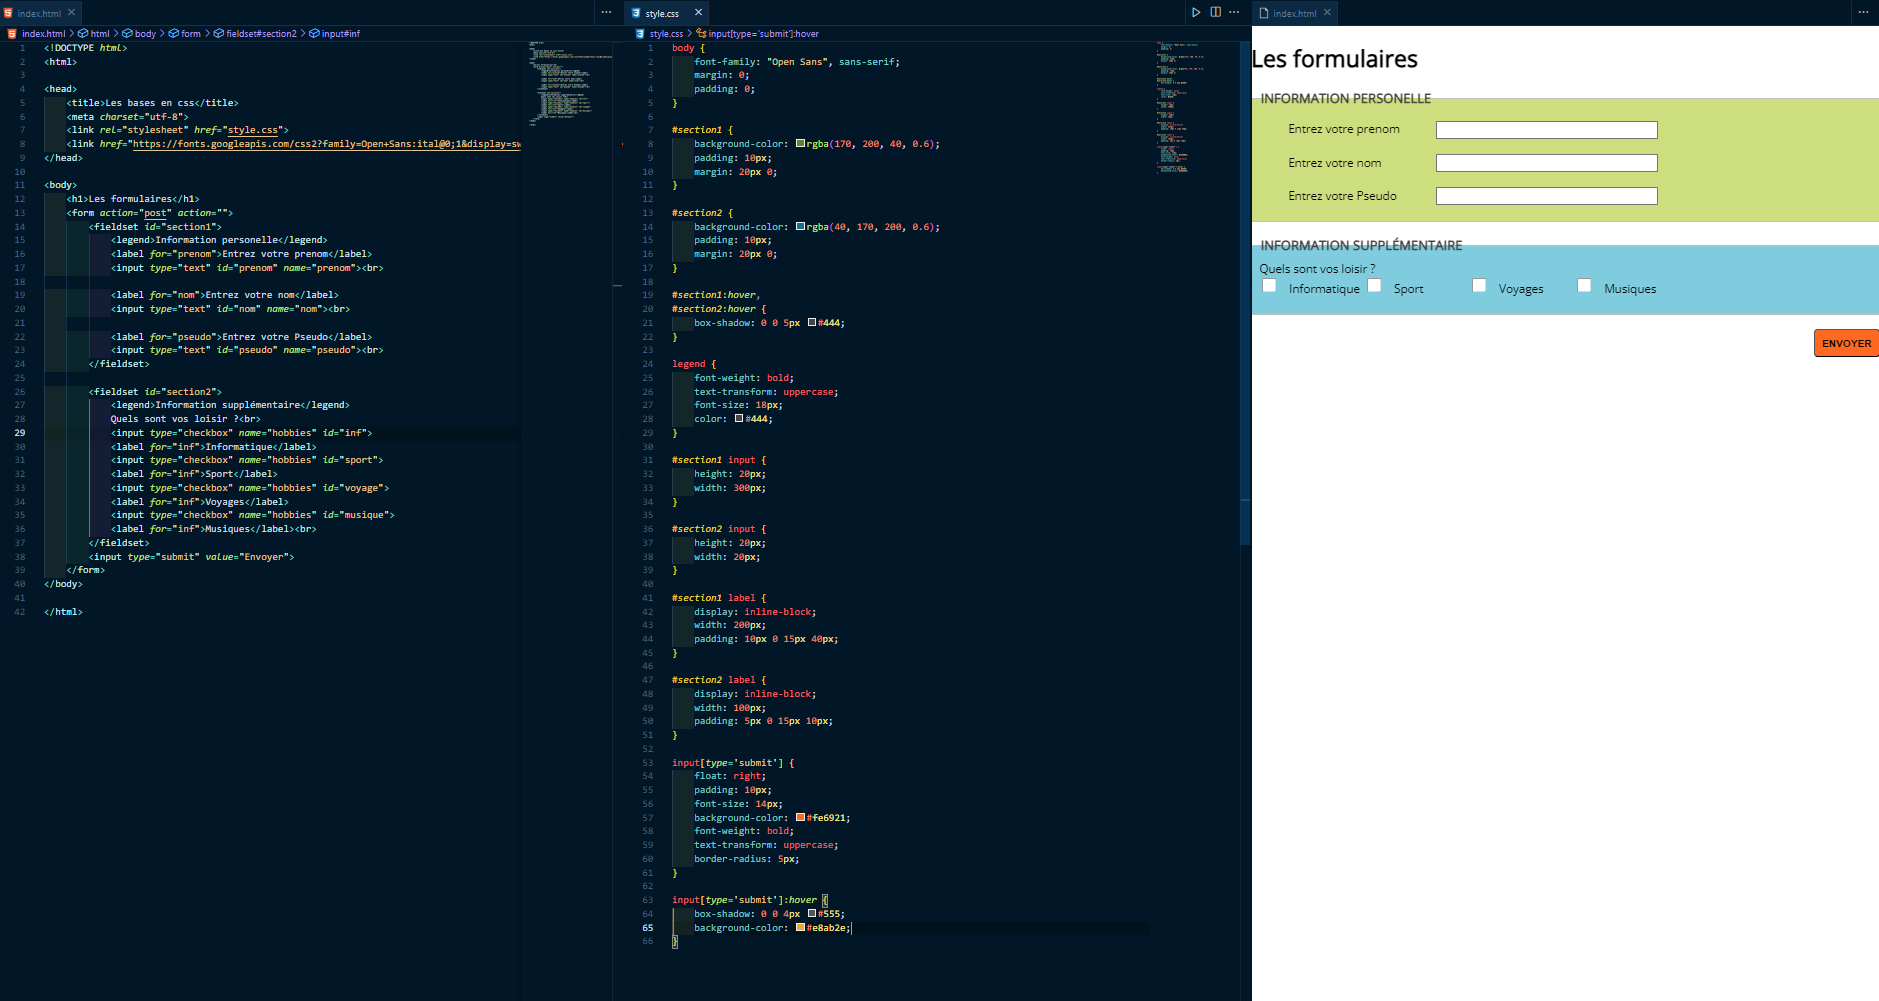 index.html
index.html > html > body > form > fieldset#section2 > input#inf
1 <!DOCTYPE html>
2 <html>
3
4 <head>
5 <title>Les bases en css</title>
6 <meta charset="utf-8">
7 <link rel="stylesheet" href="style.css">
8 <link href="https://fonts.googleapis.com/css2?family=Open+Sans:ital@0;1&display=sw
9 </head>
10
11 <body>
12 <h1>Les formulaires</h1>
13 <form action="post" action="">
14 <fieldset id="section1">
15 <legend>Information personelle</legend>
16 <label for="prenom">Entrez votre prenom</label>
17 <input type="text" id="prenom" name="prenom"><br>
18
19 <label for="nom">Entrez votre nom</label>
20 <input type="text" id="nom" name="nom"><br>
21
22 <label for="pseudo">Entrez votre Pseudo</label>
23 <input type="text" id="pseudo" name="pseudo"><br>
24 </fieldset>
25
26 <fieldset id="section2">
27 <legend>Information supplémentaire</legend>
28 Quels sont vos loisir ?<br>
29 <input type="checkbox" name="hobbies" id="inf">
30 <label for="inf">Informatique</label>
31 <input type="checkbox" name="hobbies" id="sport">
32 <label for="inf">Sport</label>
33 <input type="checkbox" name="hobbies" id="voyage">
34 <label for="inf">Voyages</label>
35 <input type="checkbox" name="hobbies" id="musique">
36 <label for="inf">Musiques</label><br>
37 </fieldset>
38 <input type="submit" value="Envoyer">
39 </form>
40 </body>
41
42 </html>
style.css
style.css > input[type='submit']:hover
1 body {
2 font-family: "Open Sans", sans-serif;
3 margin: 0;
4 padding: 0;
5 }
6
7 #section1 {
8 background-color: rgba(170, 200, 40, 0.6);
9 padding: 10px;
10 margin: 20px 0;
11 }
12
13 #section2 {
14 background-color: rgba(40, 170, 200, 0.6);
15 padding: 10px;
16 margin: 20px 0;
17 }
18
19 #section1:hover,
20 #section2:hover {
21 box-shadow: 0 0 5px #444;
22 }
23
24 legend {
25 font-weight: bold;
26 text-transform: uppercase;
27 font-size: 18px;
28 color: #444;
29 }
30
31 #section1 input {
32 height: 20px;
33 width: 300px;
34 }
35
36 #section2 input {
37 height: 20px;
38 width: 20px;
39 }
40
41 #section1 label {
42 display: inline-block;
43 width: 200px;
44 padding: 10px 0 15px 40px;
45 }
46
47 #section2 label {
48 display: inline-block;
49 width: 100px;
50 padding: 5px 0 15px 10px;
51 }
52
53 input[type='submit'] {
54 float: right;
55 padding: 10px;
56 font-size: 14px;
57 background-color: #fe6921;
58 font-weight: bold;
59 text-transform: uppercase;
60 border-radius: 5px;
61 }
62
63 input[type='submit']:hover {
64 box-shadow: 0 0 4px #555;
65 background-color: #e8ab2e;
66 }
index.html
Les formulaires
INFORMATION PERSONELLE
Entrez votre prenom
Entrez votre nom
Entrez votre Pseudo
INFORMATION SUPPLÉMENTAIRE
Quels sont vos loisir ?
Informatique Sport Voyages Musiques
ENVOYER